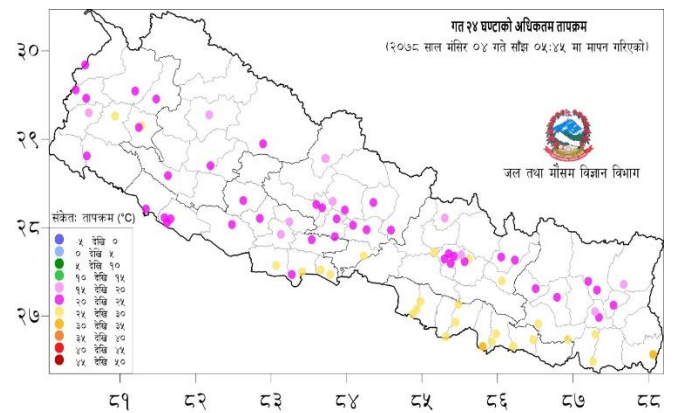 गत २४ घण्टाको अधिकतम तापक्रम
(२०७८ साल मंसिर ०४ गते साँझ ०५:४५ मा मापन गरिएको)
३०
२९
२८
२७
जल तथा मौसम विज्ञान विभाग
संकेत: तापक्रम (°C)
-५ देखि ०
० देखि ५
५ देखि १०
१० देखि १५
१५ देखि २०
२० देखि २५
२५ देखि ३०
३० देखि ३५
३५ देखि ४०
४० देखि ४५
४५ देखि ५०
८१ ८२ ८३ ८४ ८५ ८६ ८७ ८८